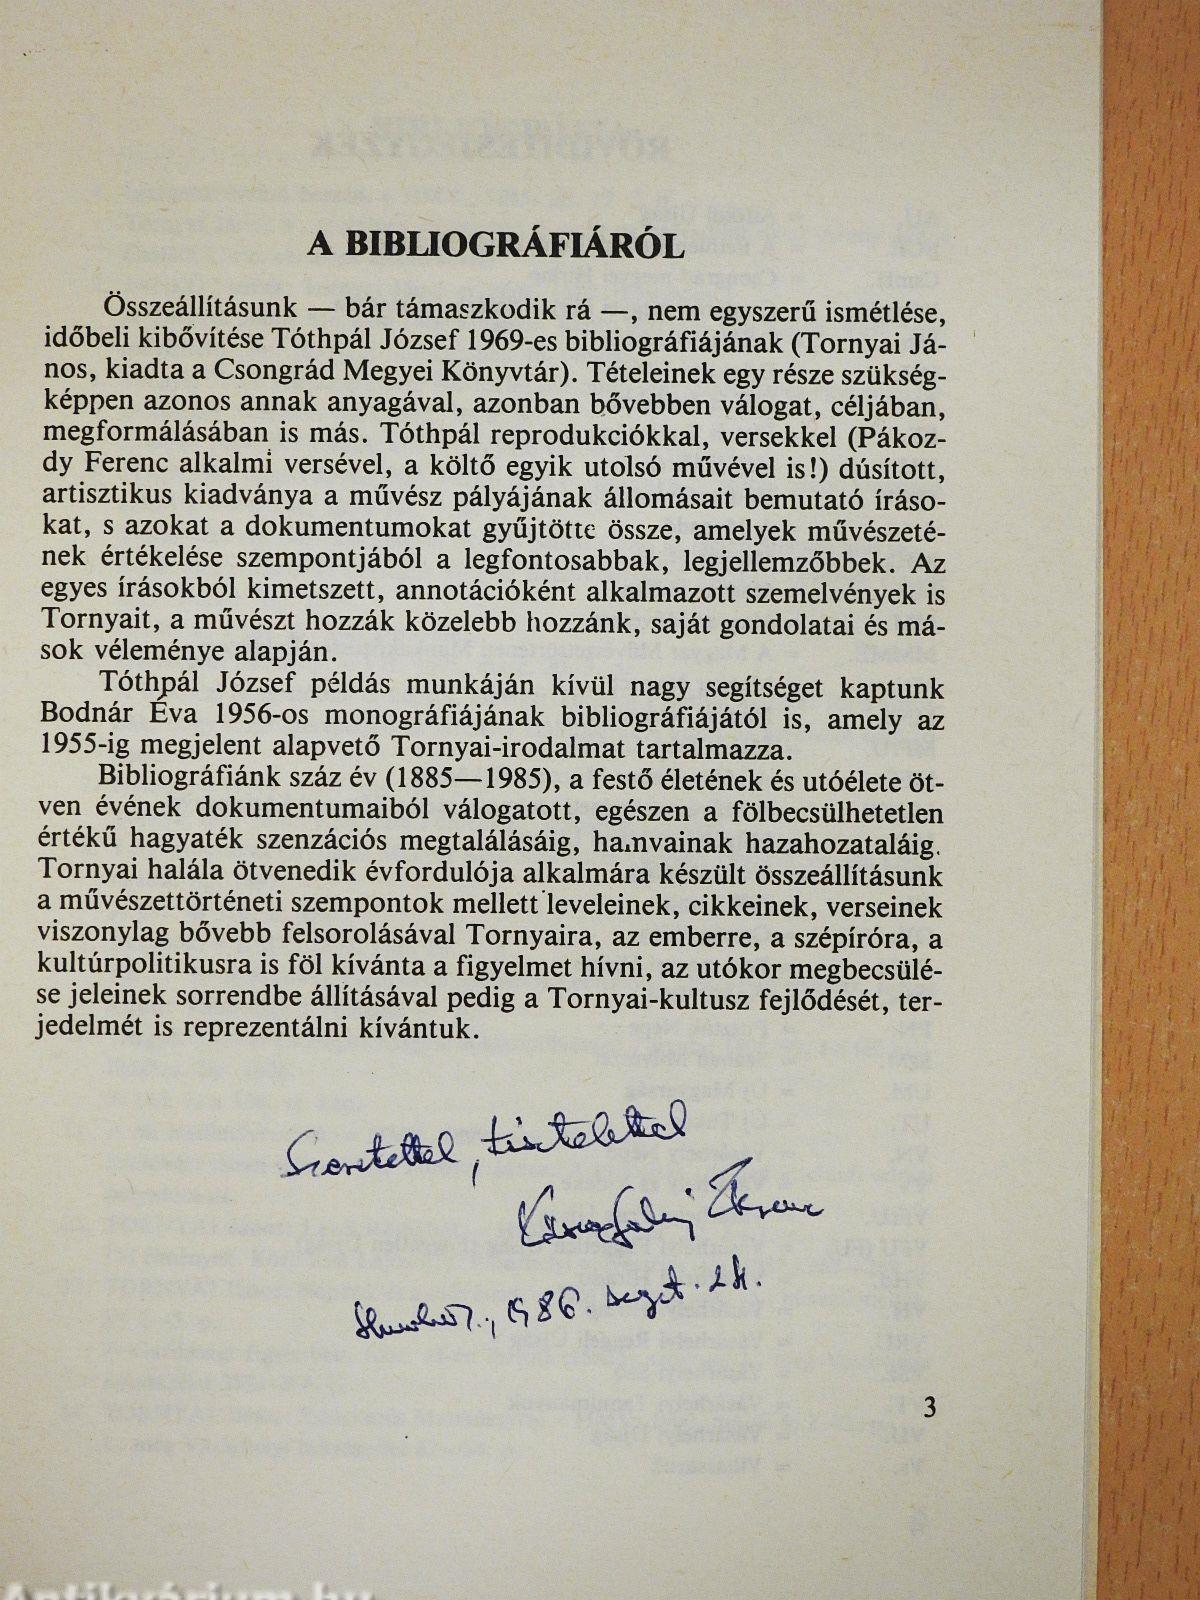 A BIBLIOGRÁFIÁRÓL
Összeállításunk — bár támaszkodik rá —, nem egyszerű ismétlése,
időbeli kibővítése Tóthpál József 1969-es bibliográfiájának (Tornyai Já-
nos, kiadta a Csongrád Megyei Könyvtár). Tételeinek egy része szükség-
képpen azonos annak anyagával, azonban bővebben válogat, céljában,
megformálásában is más. Tóthpál reprodukciókkal, versekkel (Pákoz-
dy Ferenc alkalmi versével, a költő egyik utolsó művével is!) dúsított,
artisztikus kiadványa a művész pályájának állomásait bemutató íráso-
kat, s azokat a dokumentumokat gyűjtötte össze, amelyek művészeté-
nek értékelése szempontjából a legfontosabbak, legjellemzőbbek. Az
egyes írásokból kimetszett, annotációként alkalmazott szemelvények is
Tornyait, a művészt hozzák közelebb hozzánk, saját gondolatai és má-
sok véleménye alapján.
Tóthpál József példás munkáján kívül nagy segítséget kaptunk
Bodnár Éva 1956-os monográfiájának bibliográfiájától is, amely az
1955-ig megjelent alapvető Tornyai-irodalmat tartalmazza.
Bibliográfiánk száz év (1885—1985), a festő életének és utóélete öt-
ven évének dokumentumaiból válogatott, egészen a fölbecsülhetetlen
értékű hagyaték szenzációs megtalálásáig, hamvainak hazahozataláig.
Tornyai halála ötvenedik évfordulója alkalmára készült összeállításunk
a művészettörténeti szempontok mellett leveleinek, cikkeinek, verseinek
viszonylag bővebb felsorolásával Tornyaira, az emberre, a szépíróra, a
kultúrpolitikusra is föl kívánta a figyelmet hívni, az utókor megbecsülé-
se jeleinek sorrendbe állításával pedig a Tornyai-kultusz fejlődését, ter-
jedelmét is reprezentálni kívántuk.
Szeretettel, tisztelettel
Kőszegfalvi Ferenc
1986. szept. 24.
3
Antikvárium.hu